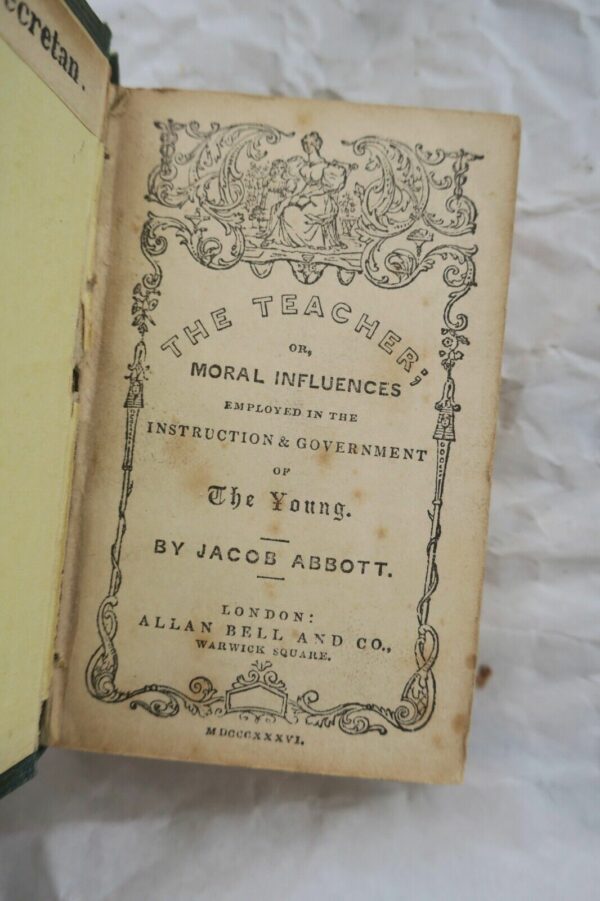 ecretan.
THE TEACHER;
OR,
MORAL INFLUENCES
EMPLOYED IN THE
INSTRUCTION & GOVERNMENT
OF
The Young.
BY JACOB ABBOTT.
LONDON:
ALLAN BELL AND CO.,
WARWICK SQUARE.
MDCCCXXXVI.